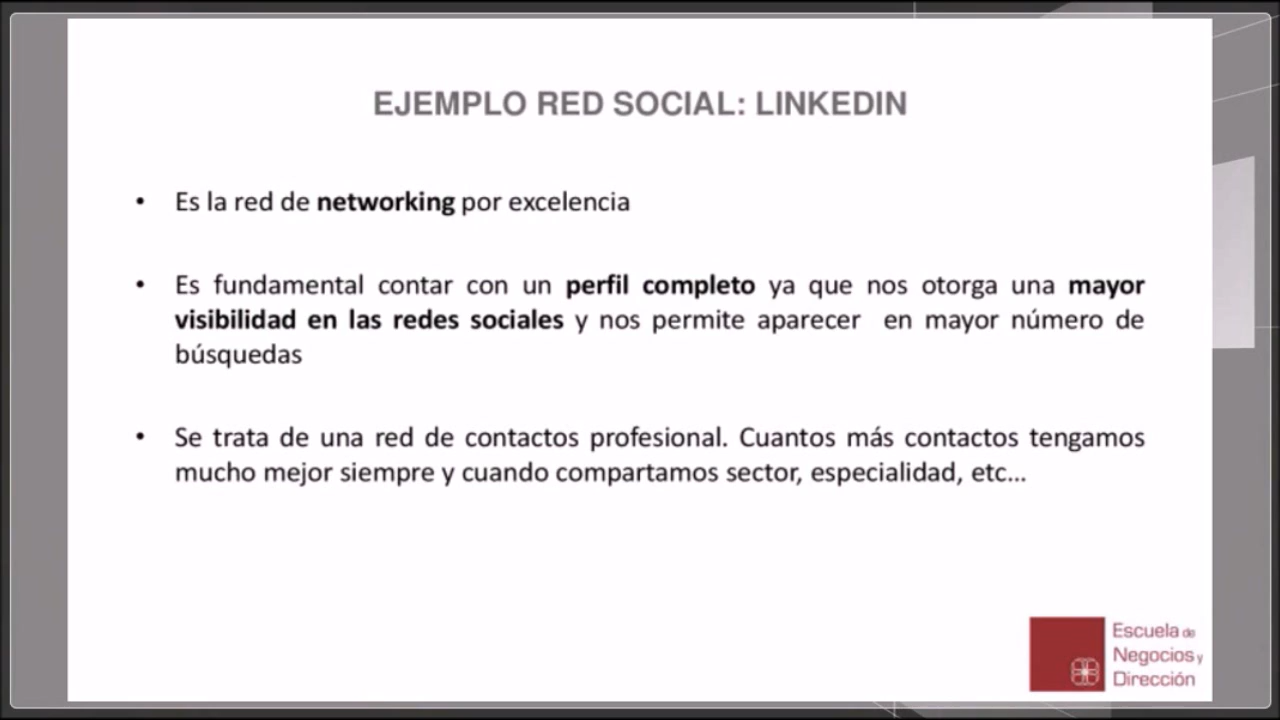 EJEMPLO RED SOCIAL: LINKEDIN
• Es la red de networking por excelencia
• Es fundamental contar con un perfil completo ya que nos otorga una mayor
visibilidad en las redes sociales y nos permite aparecer en mayor número de
búsquedas
• Se trata de una red de contactos profesional. Cuantos más contactos tengamos
mucho mejor siempre y cuando compartamos sector, especialidad, etc...
Escuela de
Negocios y
Dirección